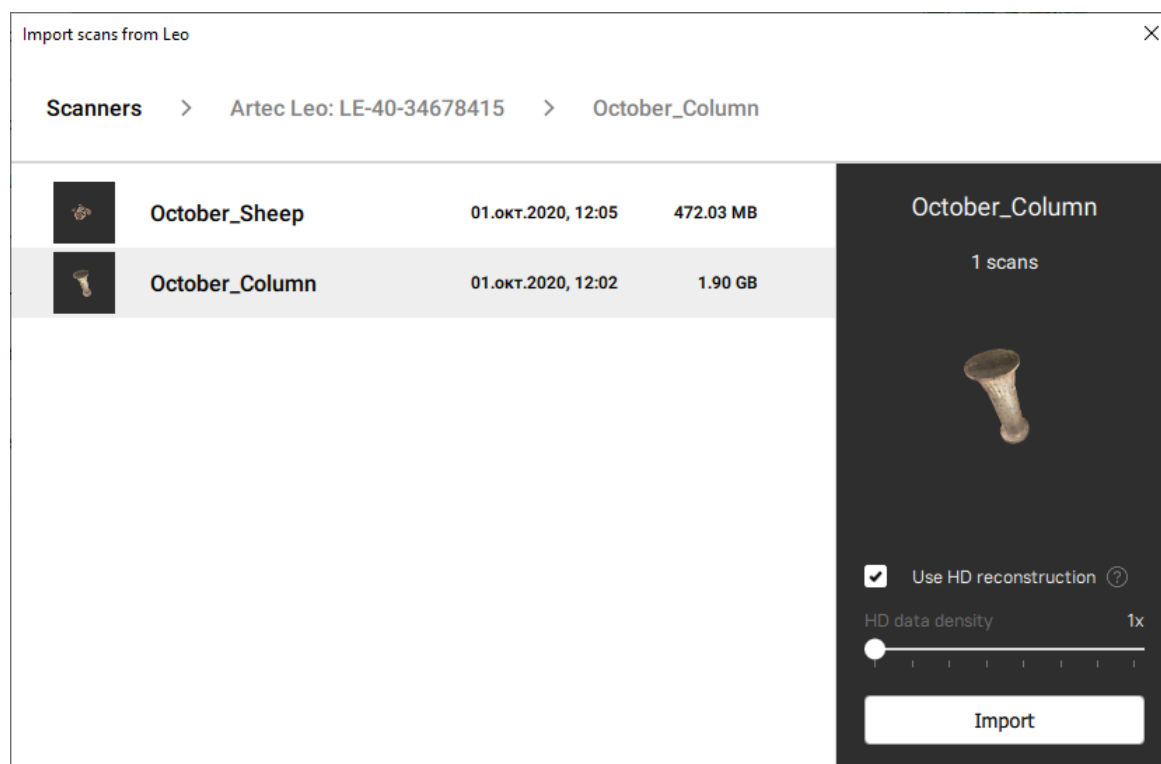 Import scans from Leo
Scanners > Artec Leo: LE-40-34678415 > October_Column
October_Sheep 01.окт.2020, 12:05 472.03 MB
October_Column 01.окт.2020, 12:02 1.90 GB
October_Column
1 scans
Use HD reconstruction ?
HD data density 1x
Import